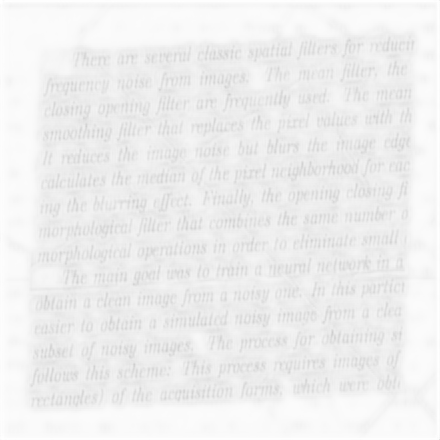 There are several classic spatial filters for reducin
frequency noise from images. The mean filter, the
closing opening filter are frequently used. The mean
smoothing filter that replaces the pixel values with th
It reduces the image noise but blurs the image edge
calculates the median of the pixel neighborhood for eac
ing the blurring effect. Finally, the opening closing fi
morphological filter that combines the same number o
morphological operations in order to eliminate small
The main goal was to train a neural network in a
obtain a clean image from a noisy one. In this partici
easier to obtain a simulated noisy image from a clea
subset of noisy images. The process for obtaining si
follows this scheme: This process requires images of
rectangles) of the acquisition forms, which were obt